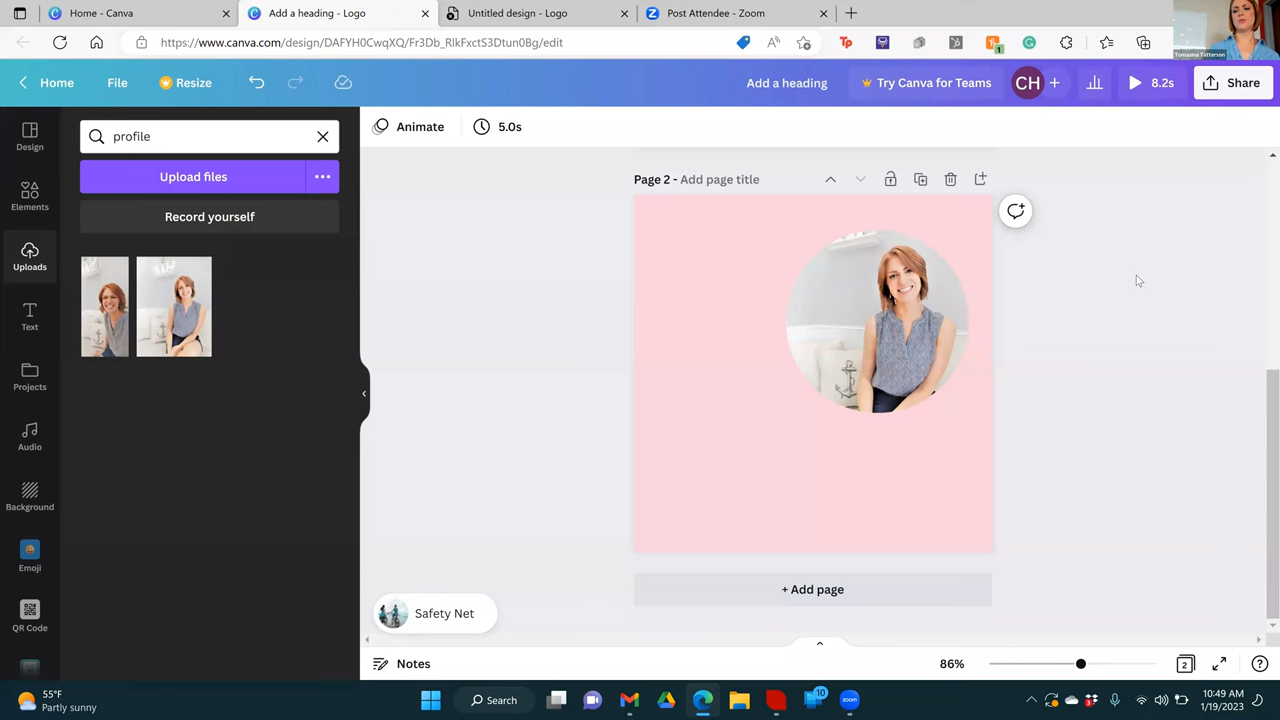 Home - Canva
Add a heading - Logo
Untitled design - Logo
Post Attendee - Zoom
https://www.canva.com/design/DAFYH0CwqXQ/Fr3Db_RlkFxctS3Dtun0Bg/edit
Tomasina Tatterson
Home
File
Resize
Add a heading
Try Canva for Teams
CH
8.2s
Share
Design
Elements
Uploads
Text
Projects
Audio
Background
Emoji
QR Code
profile
Upload files
Record yourself
Animate
5.0s
Page 2 - Add page title
+ Add page
Safety Net
Notes
86%
2
55°F
Partly sunny
Search
10
10:49 AM
1/19/2023